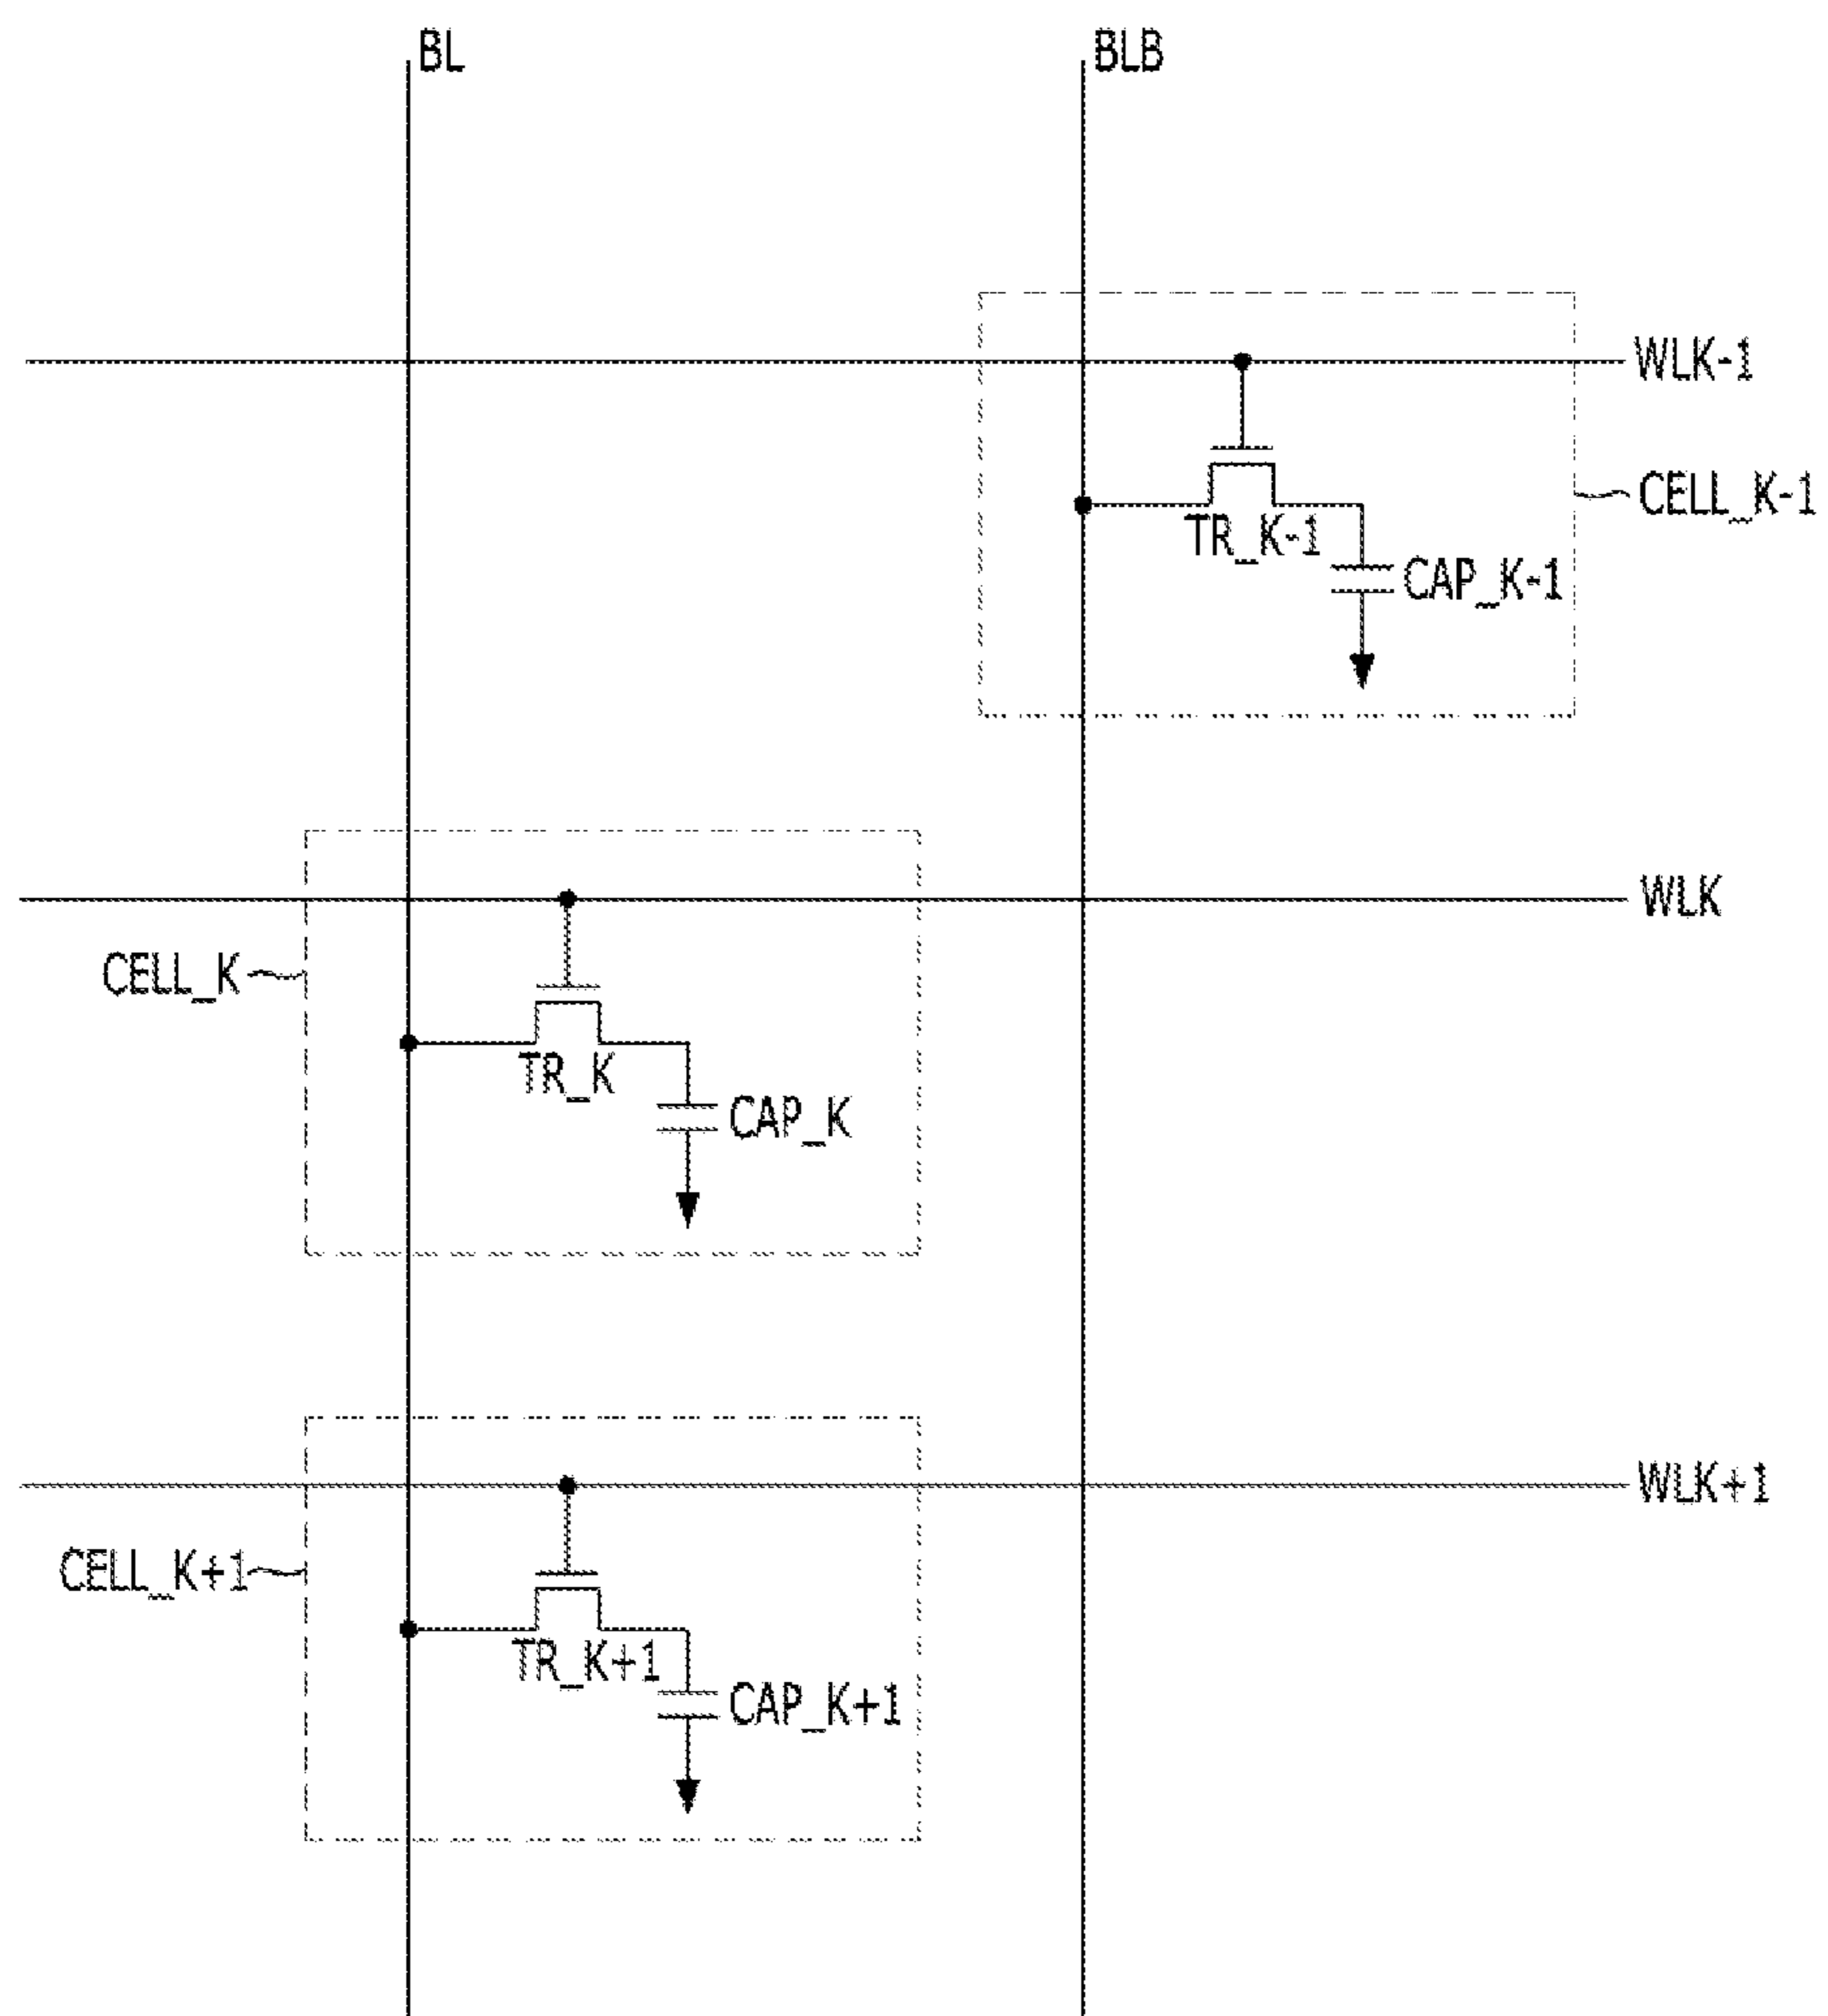 BL
BLB
WLK-1
CELL_K-1
TR_K-1
CAP_K-1
WLK
CELL_K
TR_K
CAP_K
WLK+1
CELL_K+1
TR_K+1
CAP_K+1